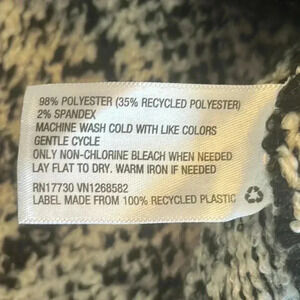 98% POLYESTER (35% RECYCLED POLYESTER)
2% SPANDEX
MACHINE WASH COLD WITH LIKE COLORS
GENTLE CYCLE
ONLY NON-CHLORINE BLEACH WHEN NEEDED
LAY FLAT TO DRY. WARM IRON IF NEEDED
RN17730 VN1268582
LABEL MADE FROM 100% RECYCLED PLASTIC